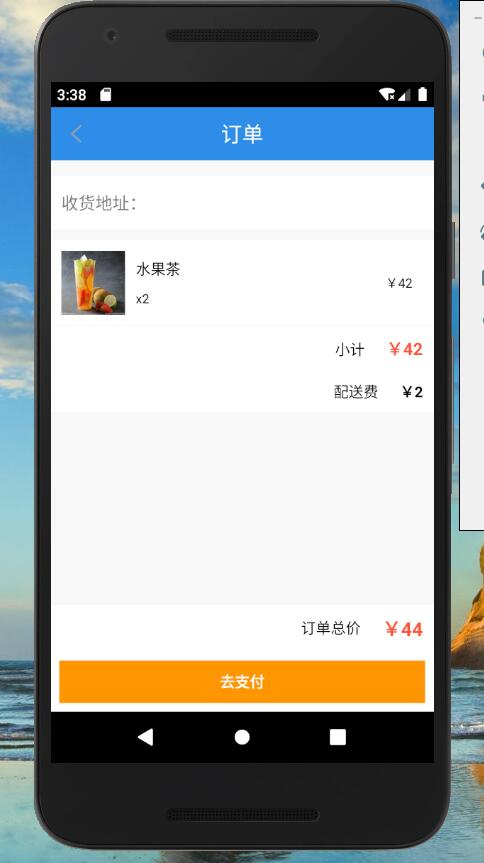 3:38
订单
收货地址：
水果茶
x2
￥42
小计 ￥42
配送费 ￥2
订单总价 ￥44
去支付